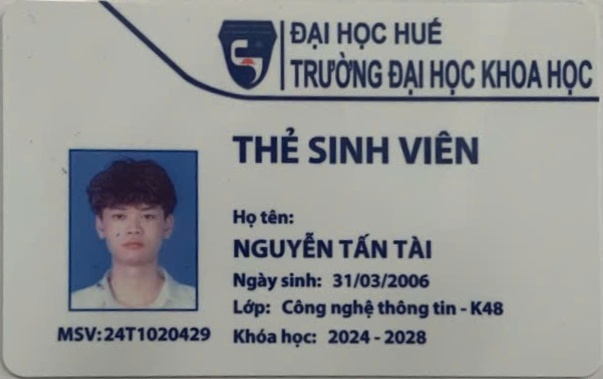 ĐẠI HỌC HUẾ
TRƯỜNG ĐẠI HỌC KHOA HỌC
THẺ SINH VIÊN
Họ tên:
NGUYỄN TẤN TÀI
Ngày sinh: 31/03/2006
Lớp: Công nghệ thông tin - K48
MSV: 24T1020429
Khóa học: 2024 - 2028